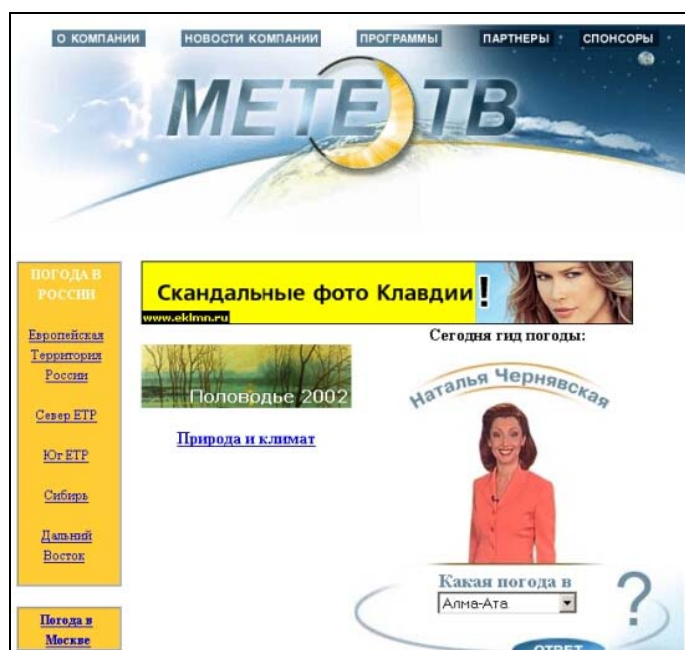 О КОМПАНИИ
НОВОСТИ КОМПАНИИ
ПРОГРАММЫ
ПАРТНЕРЫ
СПОНСОРЫ
МЕТЕО ТВ
ПОГОДА В
РОССИИ
Европейская
Территория
России
Север ЕТР
Юг ЕТР
Сибирь
Дальний
Восток
Погода в
Москве
Скандальные фото Клавдии!
www.eklmn.ru
Половодье 2002
Природа и климат
Сегодня гид погоды:
Наталья Чернявская
Какая погода в
Алма-Ата
?
ОТВЕТ